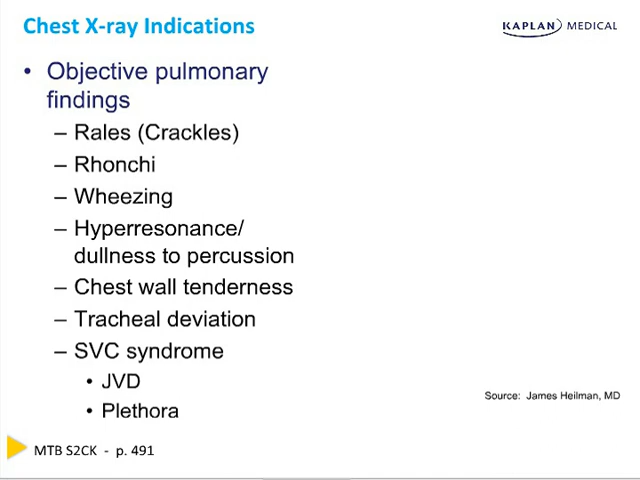 Chest X-ray Indications
KAPLAN MEDICAL
• Objective pulmonary
findings
– Rales (Crackles)
– Rhonchi
– Wheezing
– Hyperresonance/
dullness to percussion
– Chest wall tenderness
– Tracheal deviation
– SVC syndrome
• JVD
• Plethora
Source: James Heilman, MD
MTB S2CK - p. 491